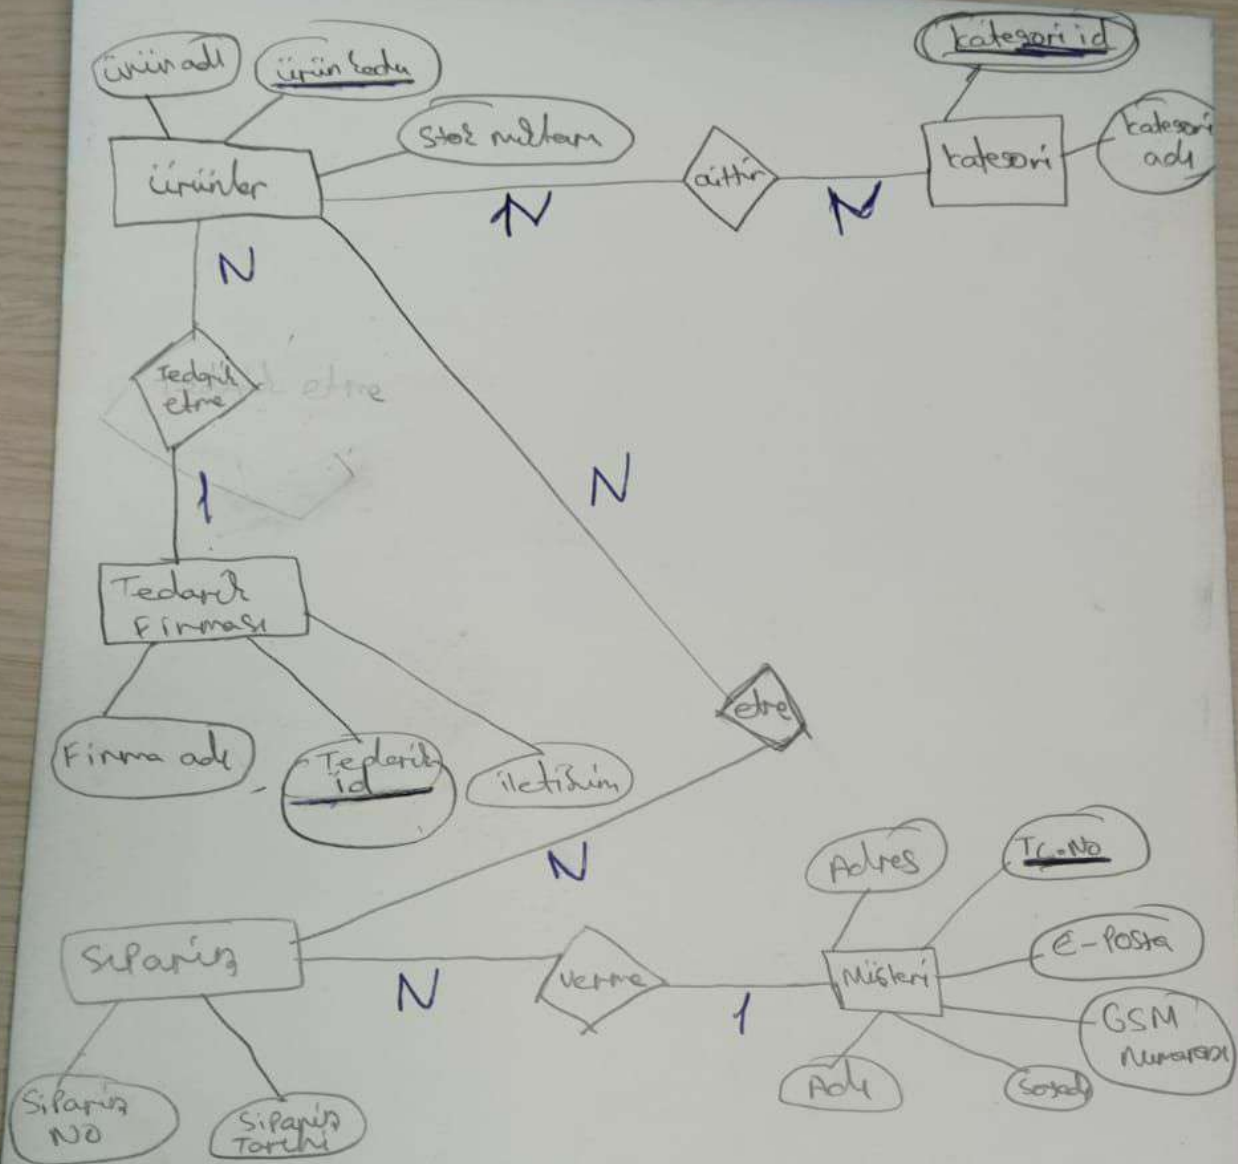 ürün adı
ürün kodu
kategori id
Stok miktarı
kategori
adı
Ürünler
aittir
kategori
N
N
N
Tedarik
etme
etme
N
1
Tedarik
Firması
etme
Firma adı
Tedarik
id
iletişim
N
Adres
TC.NO
E-Posta
Sipariş
verme
Müşteri
N
1
GSM
Numarası
Adı
Soyadı
Sipariş
NO
Sipariş
Tarihi